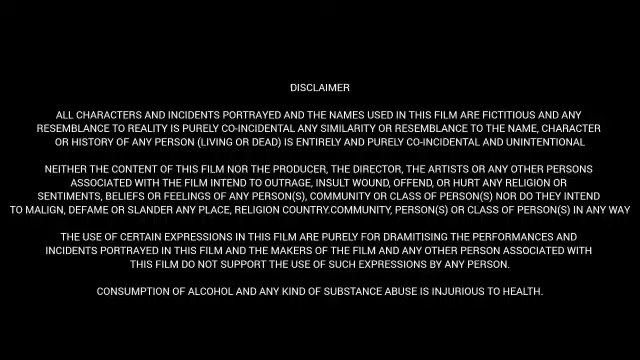 DISCLAIMER
ALL CHARACTERS AND INCIDENTS PORTRAYED AND THE NAMES USED IN THIS FILM ARE FICTITIOUS AND ANY
RESEMBLANCE TO REALITY IS PURELY CO-INCIDENTAL ANY SIMILARITY OR RESEMBLANCE TO THE NAME, CHARACTER
OR HISTORY OF ANY PERSON (LIVING OR DEAD) IS ENTIRELY AND PURELY CO-INCIDENTAL AND UNINTENTIONAL
NEITHER THE CONTENT OF THIS FILM NOR THE PRODUCER, THE DIRECTOR, THE ARTISTS OR ANY OTHER PERSONS
ASSOCIATED WITH THE FILM INTEND TO OUTRAGE, INSULT WOUND, OFFEND, OR HURT ANY RELIGION OR
SENTIMENTS, BELIEFS OR FEELINGS OF ANY PERSON(S), COMMUNITY OR CLASS OF PERSON(S) NOR DO THEY INTEND
TO MALIGN, DEFAME OR SLANDER ANY PLACE, RELIGION COUNTRY.COMMUNITY, PERSON(S) OR CLASS OF PERSON(S) IN ANY WAY
THE USE OF CERTAIN EXPRESSIONS IN THIS FILM ARE PURELY FOR DRAMITISING THE PERFORMANCES AND
INCIDENTS PORTRAYED IN THIS FILM AND THE MAKERS OF THE FILM AND ANY OTHER PERSON ASSOCIATED WITH
THIS FILM DO NOT SUPPORT THE USE OF SUCH EXPRESSIONS BY ANY PERSON.
CONSUMPTION OF ALCOHOL AND ANY KIND OF SUBSTANCE ABUSE IS INJURIOUS TO HEALTH.